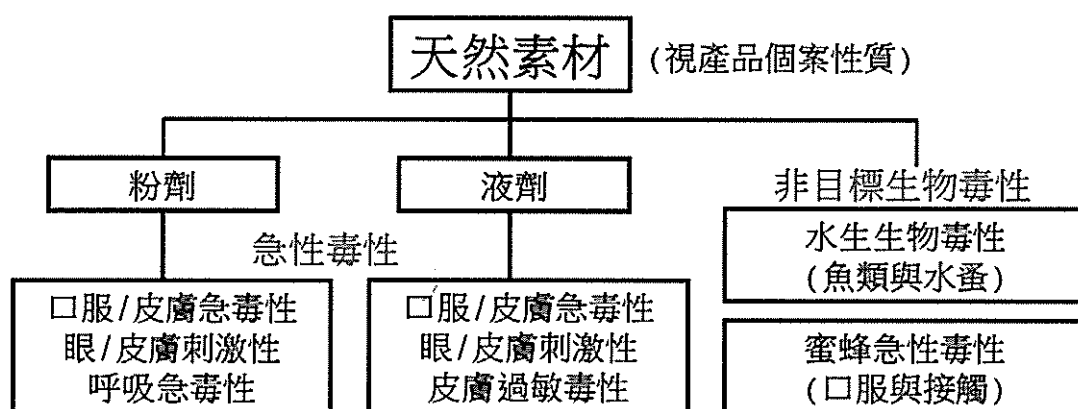 天然素材 (視產品個案性質)
粉劑
液劑
非目標生物毒性
急性毒性
水生生物毒性
(魚類與水蚤)
口服/皮膚急毒性
眼/皮膚刺激性
呼吸急毒性
口服/皮膚急毒性
眼/皮膚刺激性
皮膚過敏毒性
蜜蜂急性毒性
(口服與接觸)